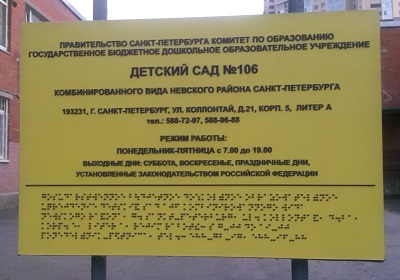 ПРАВИТЕЛЬСТВО САНКТ-ПЕТЕРБУРГА КОМИТЕТ ПО ОБРАЗОВАНИЮ
ГОСУДАРСТВЕННОЕ БЮДЖЕТНОЕ ДОШКОЛЬНОЕ ОБРАЗОВАТЕЛЬНОЕ УЧРЕЖДЕНИЕ
ДЕТСКИЙ САД №106
КОМБИНИРОВАННОГО ВИДА НЕВСКОГО РАЙОНА САНКТ-ПЕТЕРБУРГА
193231, Г. САНКТ-ПЕТЕРБУРГ, УЛ. КОЛЛОНТАЙ, Д.21, КОРП. 5, ЛИТЕР А
тел.: 588-72-97, 588-96-88
РЕЖИМ РАБОТЫ:
ПОНЕДЕЛЬНИК-ПЯТНИЦА с 7.00 до 19.00
ВЫХОДНЫЕ ДНИ: СУББОТА, ВОСКРЕСЕНЬЕ, ПРАЗДНИЧНЫЕ ДНИ,
УСТАНОВЛЕННЫЕ ЗАКОНОДАТЕЛЬСТВОМ РОССИЙСКОЙ ФЕДЕРАЦИИ